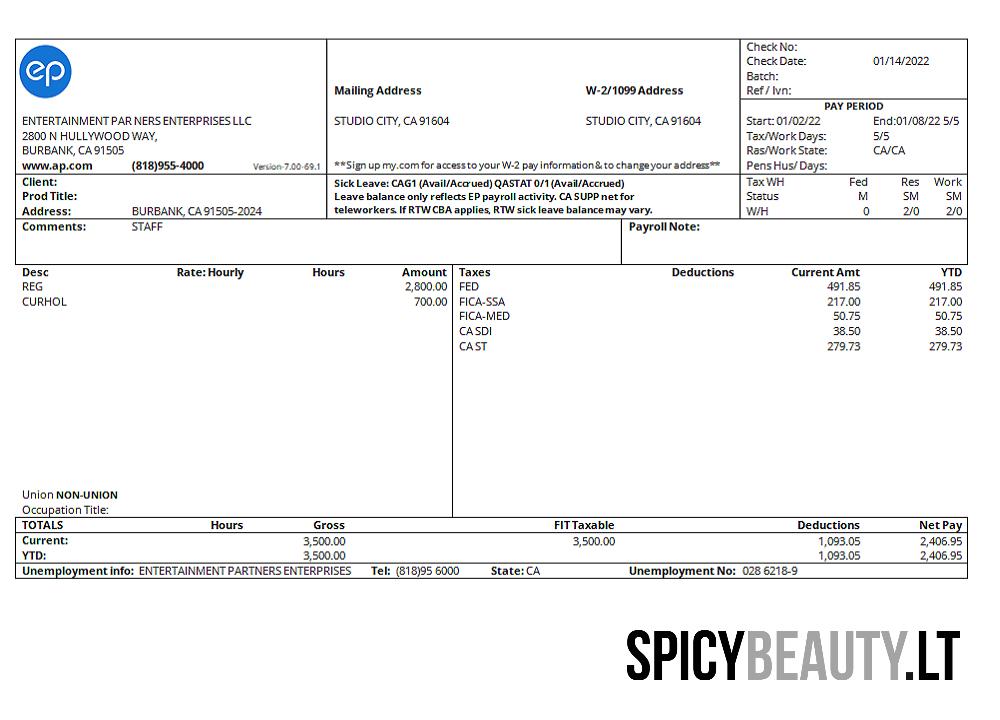 ep
ENTERTAINMENT PAR NERS ENTERPRISES LLC
2800 N HULLYWOOD WAY,
BURBANK, CA 91505
www.ap.com (818)955-4000 Version-7.00-69.1
Mailing Address W-2/1099 Address
STUDIO CITY, CA 91604 STUDIO CITY, CA 91604
**Sign up my.com for access to your W-2 pay information & to change your address**
Check No:
Check Date: 01/14/2022
Batch:
Ref / Ivn:
PAY PERIOD
Start: 01/02/22 End:01/08/22 5/5
Tax/Work Days: 5/5
Ras/Work State: CA/CA
Pens Hus/ Days:
Client:
Prod Title:
Address: BURBANK, CA 91505-2024
Sick Leave: CAG1 (Avail/Accrued) QASTAT 0/1 (Avail/Accrued)
Leave balance only reflects EP payroll activity. CA SUPP net for
teleworkers. If RTW CBA applies, RTW sick leave balance may vary.
Tax WH Fed Res Work
Status M SM SM
W/H 0 2/0 2/0
Comments: STAFF
Payroll Note:
Desc Rate: Hourly Hours Amount
REG 2,800.00
CURHOL 700.00
Taxes Deductions Current Amt YTD
FED 491.85 491.85
FICA-SSA 217.00 217.00
FICA-MED 50.75 50.75
CA SDI 38.50 38.50
CA ST 279.73 279.73
Union NON-UNION
Occupation Title:
TOTALS Hours Gross FIT Taxable Deductions Net Pay
Current: 3,500.00 3,500.00 1,093.05 2,406.95
YTD: 3,500.00 1,093.05 2,406.95
Unemployment info: ENTERTAINMENT PARTNERS ENTERPRISES Tel: (818)95 6000 State: CA Unemployment No: 028 6218-9
SPICYBEAUTY.LT